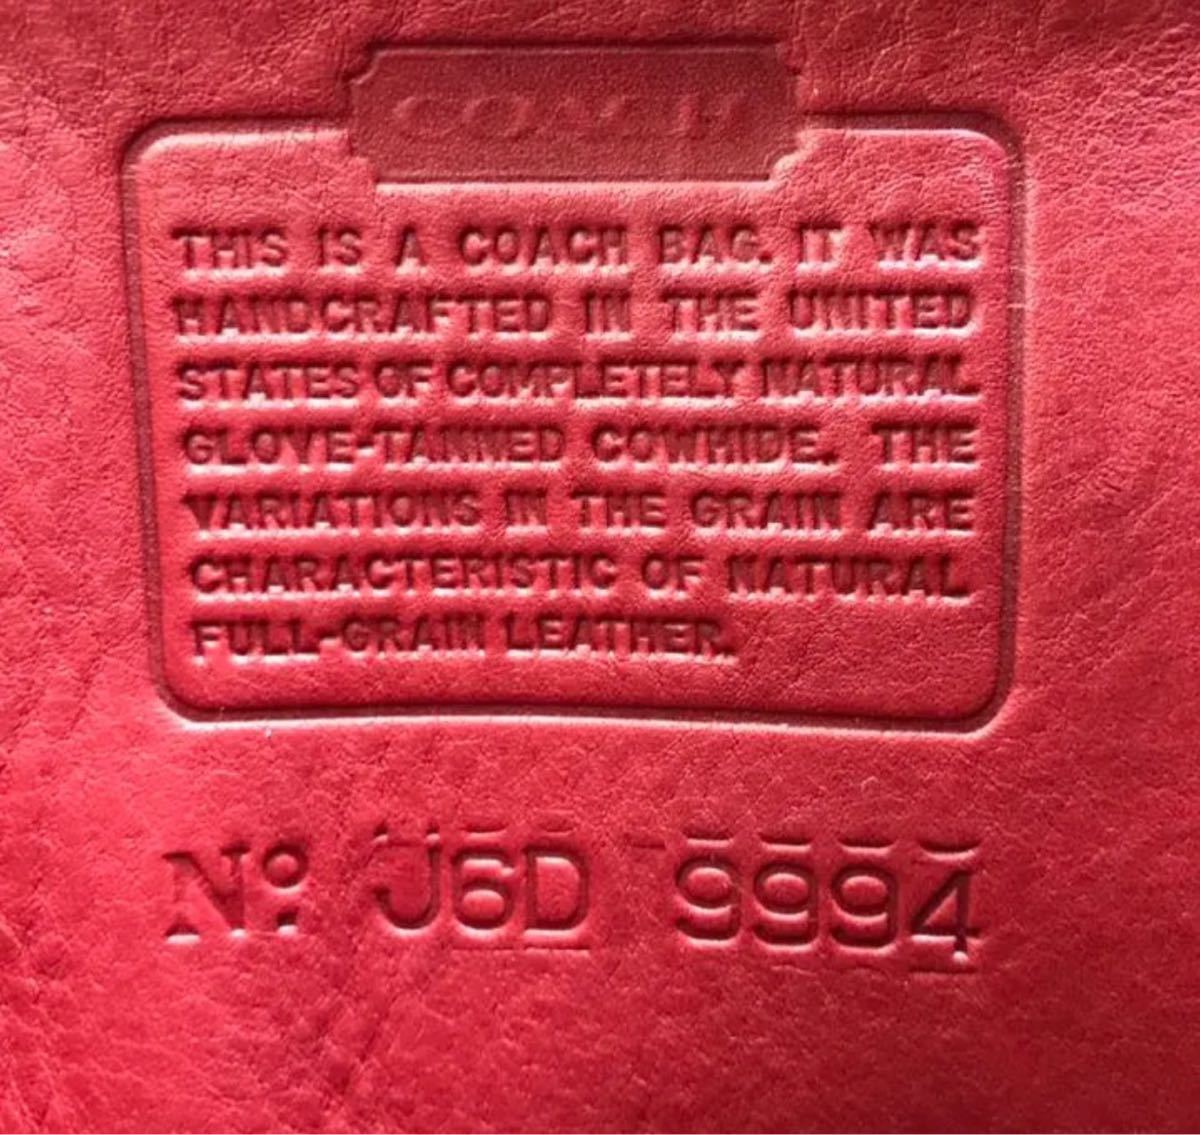 COACH
THIS IS A COACH BAG. IT WAS
HANDCRAFTED IN THE UNITED
STATES OF COMPLETELY NATURAL
GLOVE-TANNED COWHIDE. THE
VARIATIONS IN THE GRAIN ARE
CHARACTERISTIC OF NATURAL
FULL-GRAIN LEATHER.
Nº J6D 9994